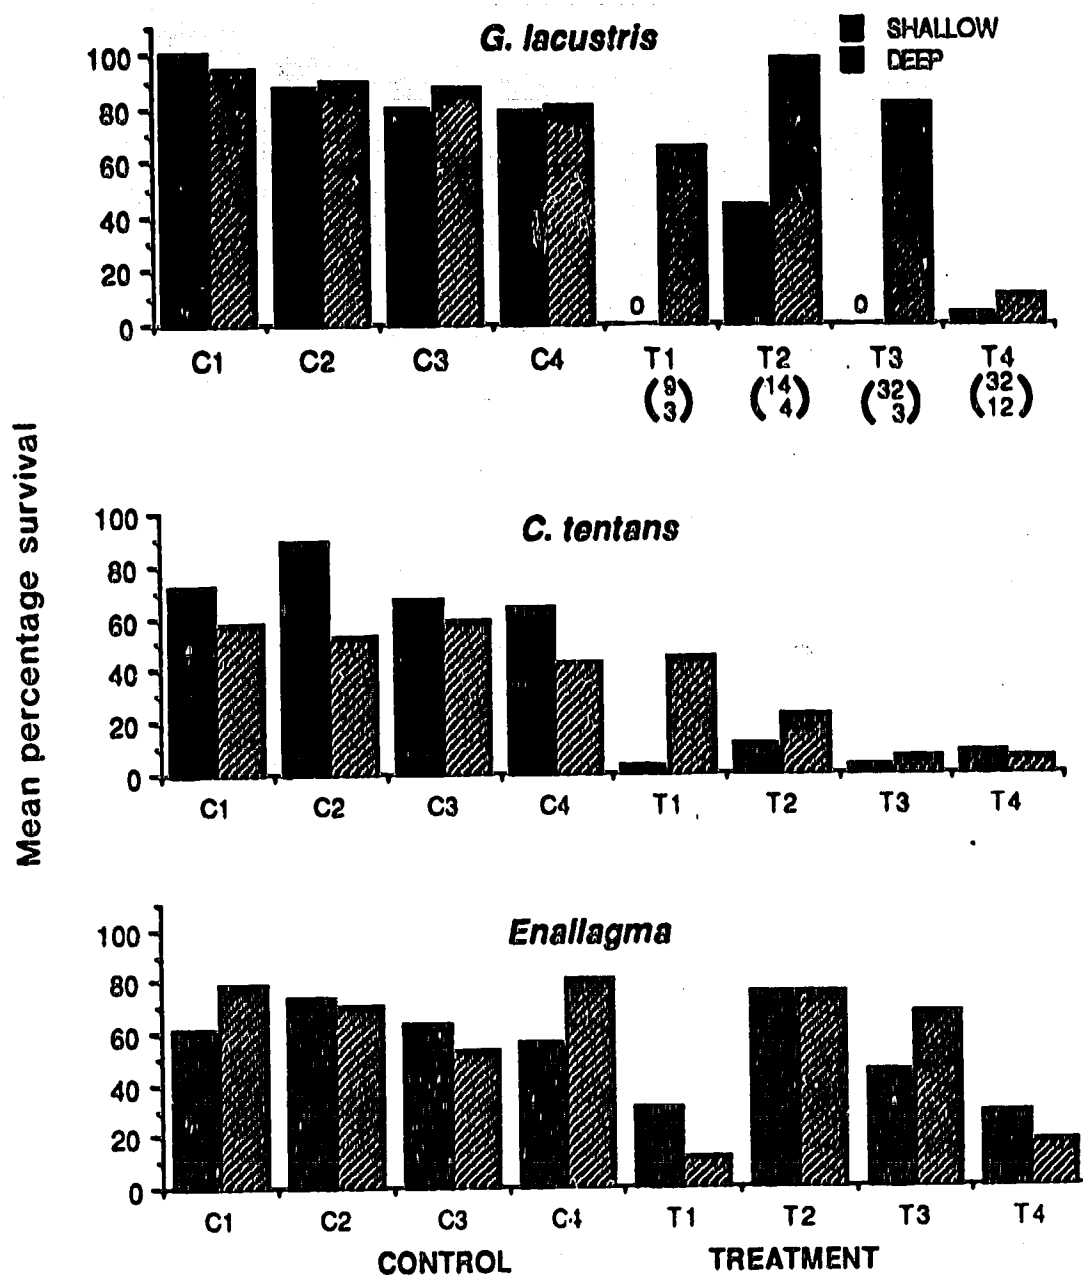 G. lacustris
SHALLOW
DEEP
100
80
60
40
20
0
0
0
C1 C2 C3 C4 T1 T2 T3 T4
(9 3) (14 4) (32 3) (32 12)
Mean percentage survival
C. tentans
100
80
60
40
20
0
C1 C2 C3 C4 T1 T2 T3 T4
Enallagma
100
80
60
40
20
0
C1 C2 C3 C4 T1 T2 T3 T4
CONTROL TREATMENT